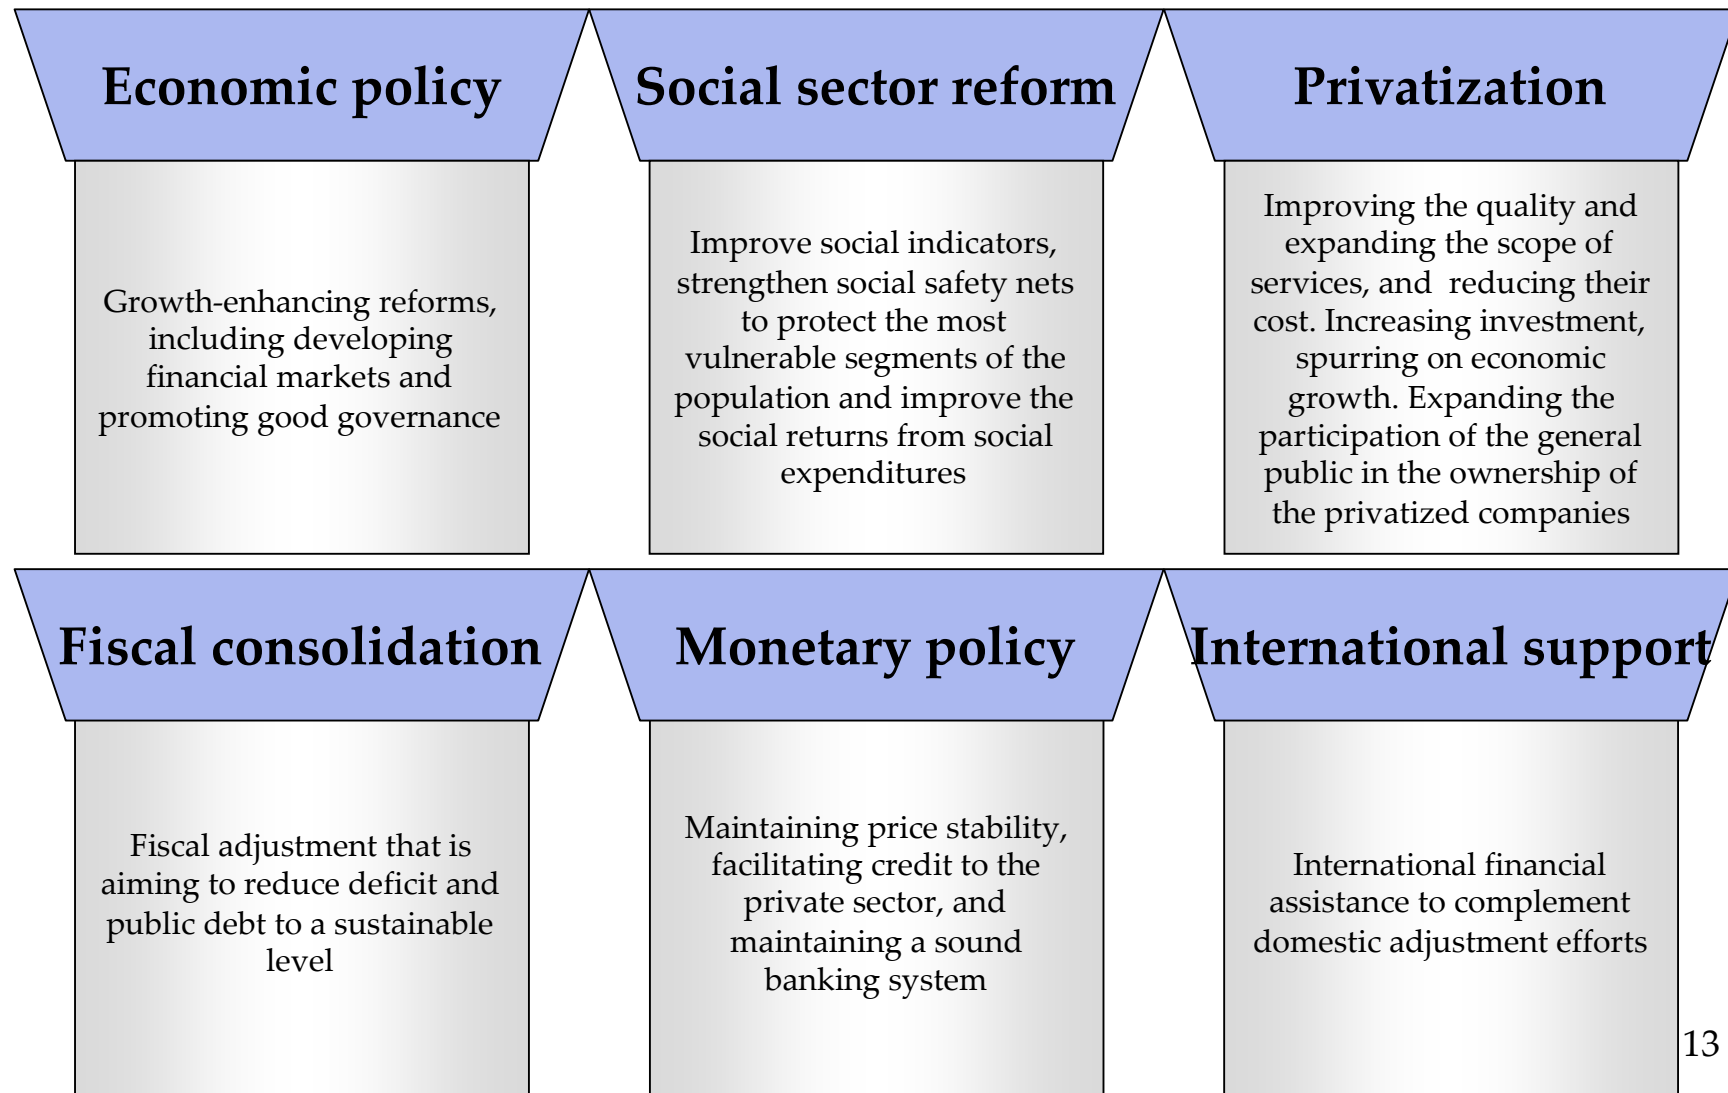 Economic policy
Growth-enhancing reforms,
including developing
financial markets and
promoting good governance
Social sector reform
Improve social indicators,
strengthen social safety nets
to protect the most
vulnerable segments of the
population and improve the
social returns from social
expenditures
Privatization
Improving the quality and
expanding the scope of
services, and  reducing their
cost. Increasing investment,
spurring on economic
growth. Expanding the
participation of the general
public in the ownership of
the privatized companies
Fiscal consolidation
Fiscal adjustment that is
aiming to reduce deficit and
public debt to a sustainable
level
Monetary policy
Maintaining price stability,
facilitating credit to the
private sector, and
maintaining a sound
banking system
International support
International financial
assistance to complement
domestic adjustment efforts
13